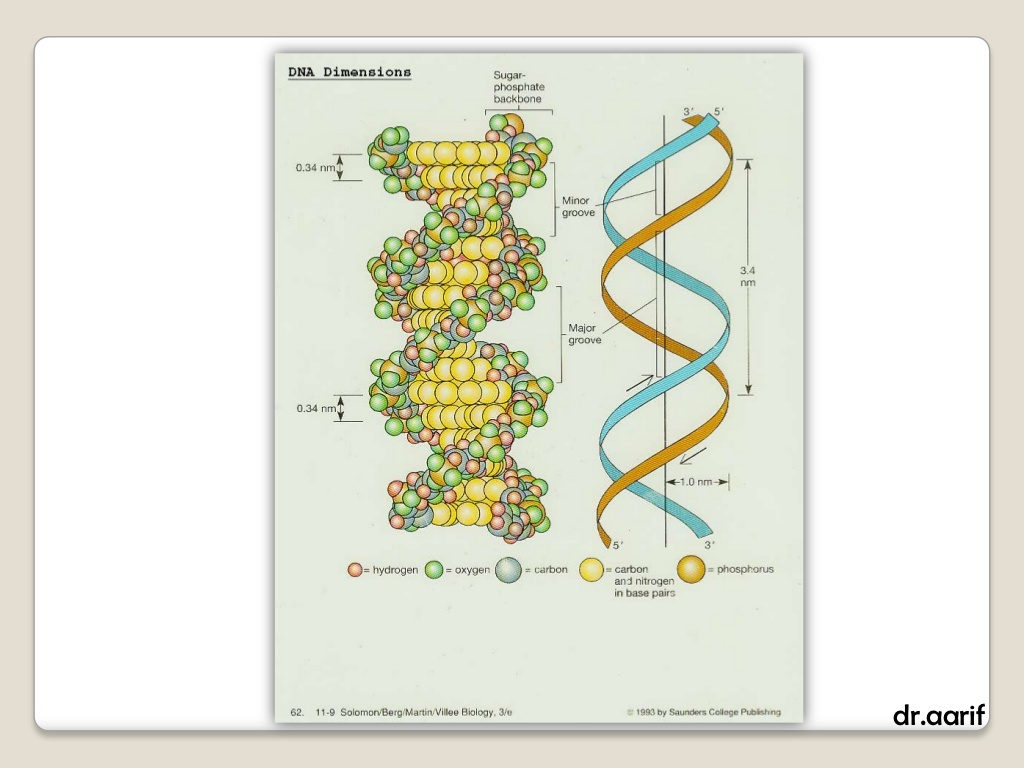 DNA Dimensions
Sugar-
phosphate
backbone
3' 5'
0.34 nm
Minor
groove
3.4
nm
Major
groove
0.34 nm
1.0 nm
5' 3'
= hydrogen = oxygen = carbon = carbon
and nitrogen
in base pairs
= phosphorus
62. 11-9 Solomon/Berg/Martin/Villee Biology, 3/e
© 1993 by Saunders College Publishing
dr.aarif